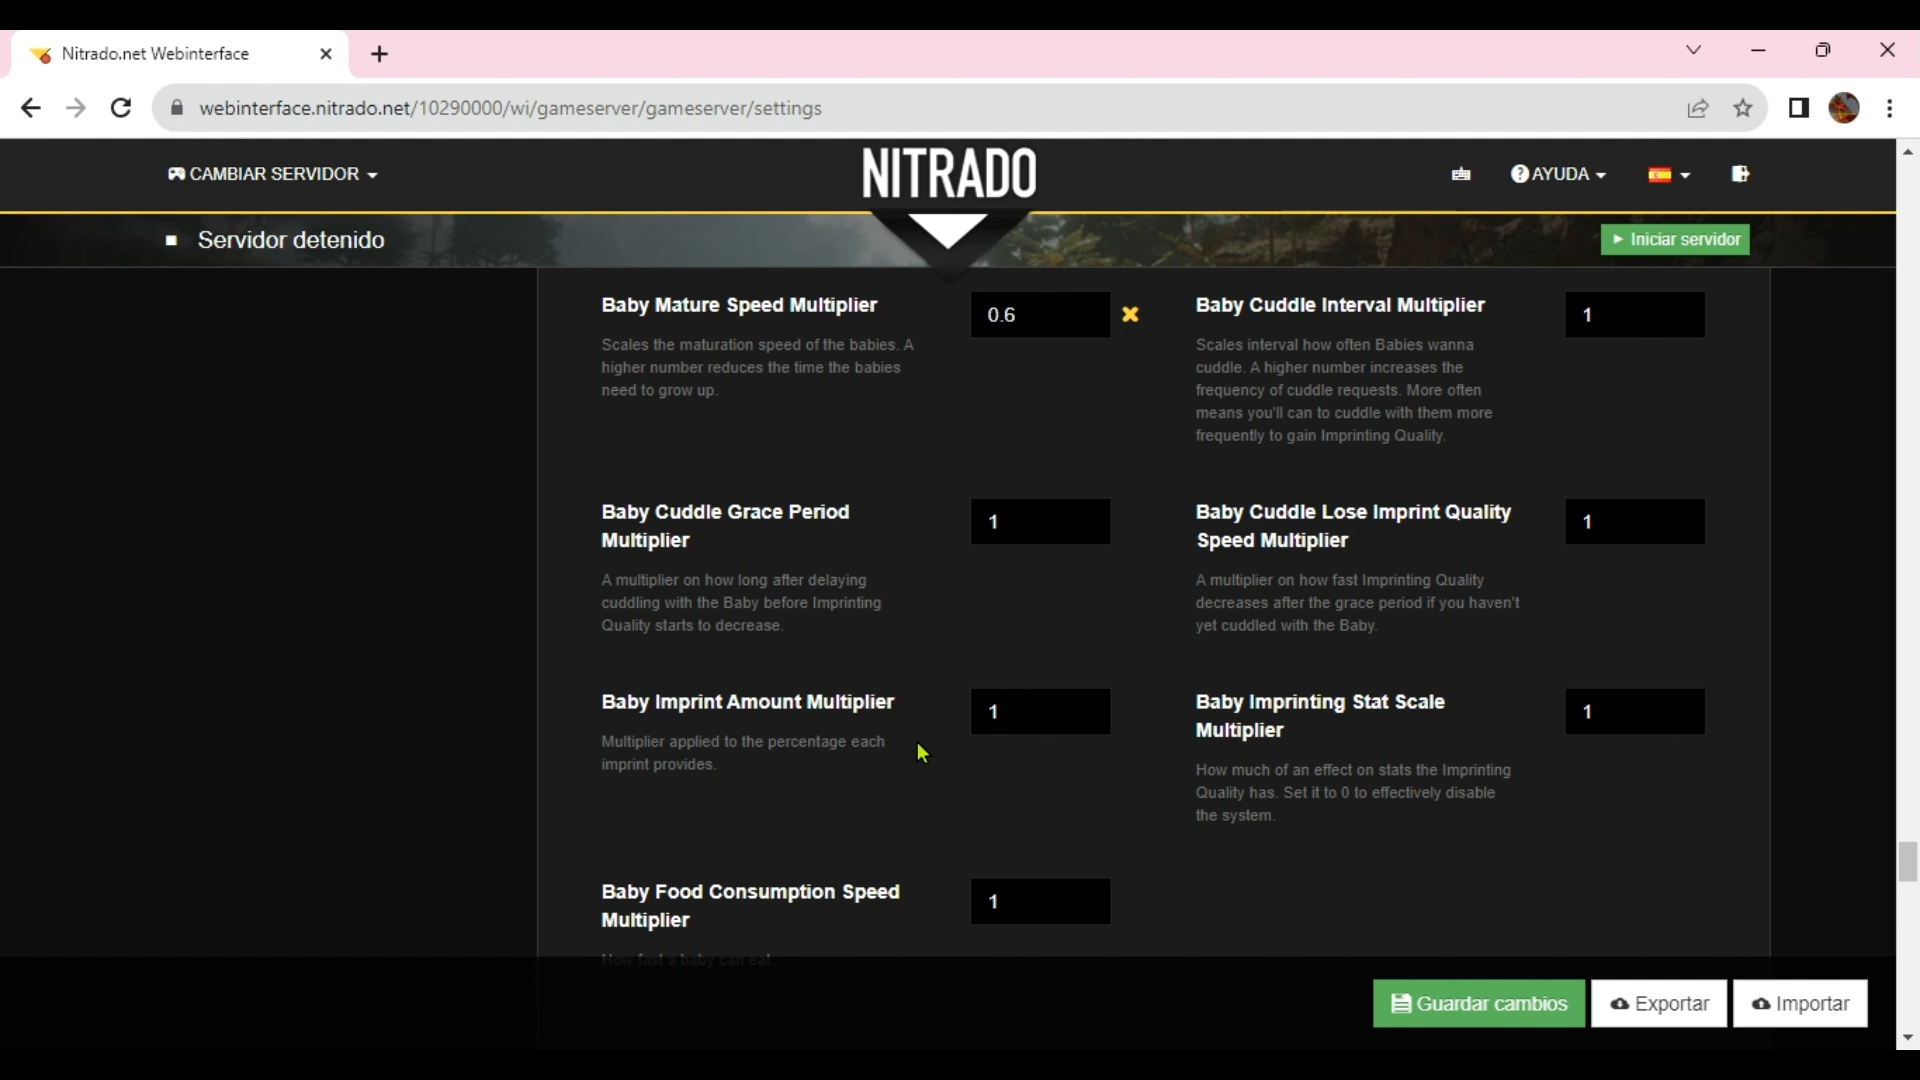 Nitrado.net Webinterface
webinterface.nitrado.net/10290000/wi/gameserver/gameserver/settings
CAMBIAR SERVIDOR
NITRADO
AYUDA
Servidor detenido
Iniciar servidor
Baby Mature Speed Multiplier
0.6
Scales the maturation speed of the babies. A
higher number reduces the time the babies
need to grow up.
Baby Cuddle Interval Multiplier
1
Scales interval how often Babies wanna
cuddle. A higher number increases the
frequency of cuddle requests. More often
means you'll can to cuddle with them more
frequently to gain Imprinting Quality.
Baby Cuddle Grace Period
Multiplier
1
A multiplier on how long after delaying
cuddling with the Baby before Imprinting
Quality starts to decrease.
Baby Cuddle Lose Imprint Quality
Speed Multiplier
1
A multiplier on how fast Imprinting Quality
decreases after the grace period if you haven't
yet cuddled with the Baby.
Baby Imprint Amount Multiplier
1
Multiplier applied to the percentage each
imprint provides.
Baby Imprinting Stat Scale
Multiplier
1
How much of an effect on stats the Imprinting
Quality has. Set it to 0 to effectively disable
the system.
Baby Food Consumption Speed
Multiplier
1
How fast a baby can eat.
Guardar cambios
Exportar
Importar